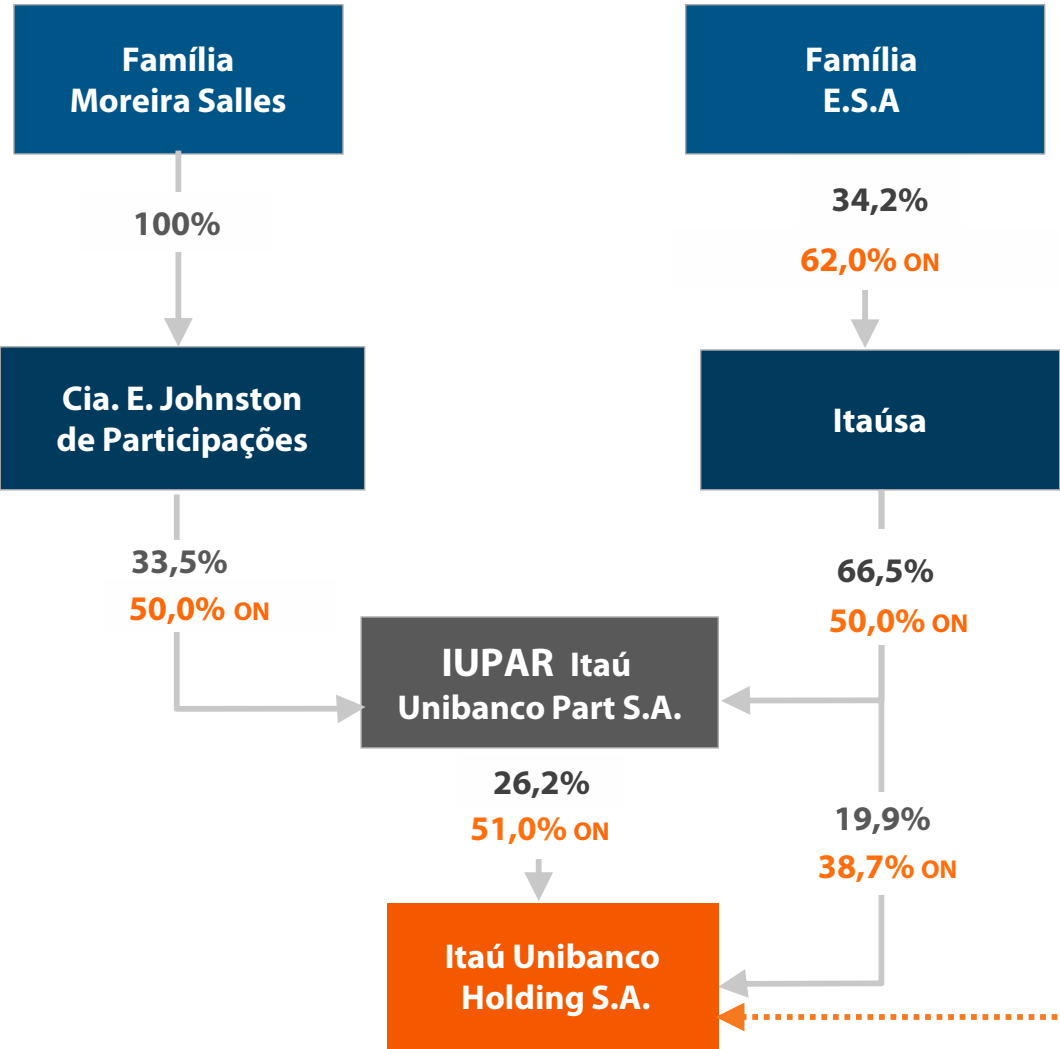 Família
Moreira Salles
Família
E.S.A
100%
34,2%
62,0% ON
Cia. E. Johnston
de Participações
Itaúsa
33,5%
50,0% ON
66,5%
50,0% ON
IUPAR Itaú
Unibanco Part S.A.
26,2%
51,0% ON
19,9%
38,7% ON
Itaú Unibanco
Holding S.A.